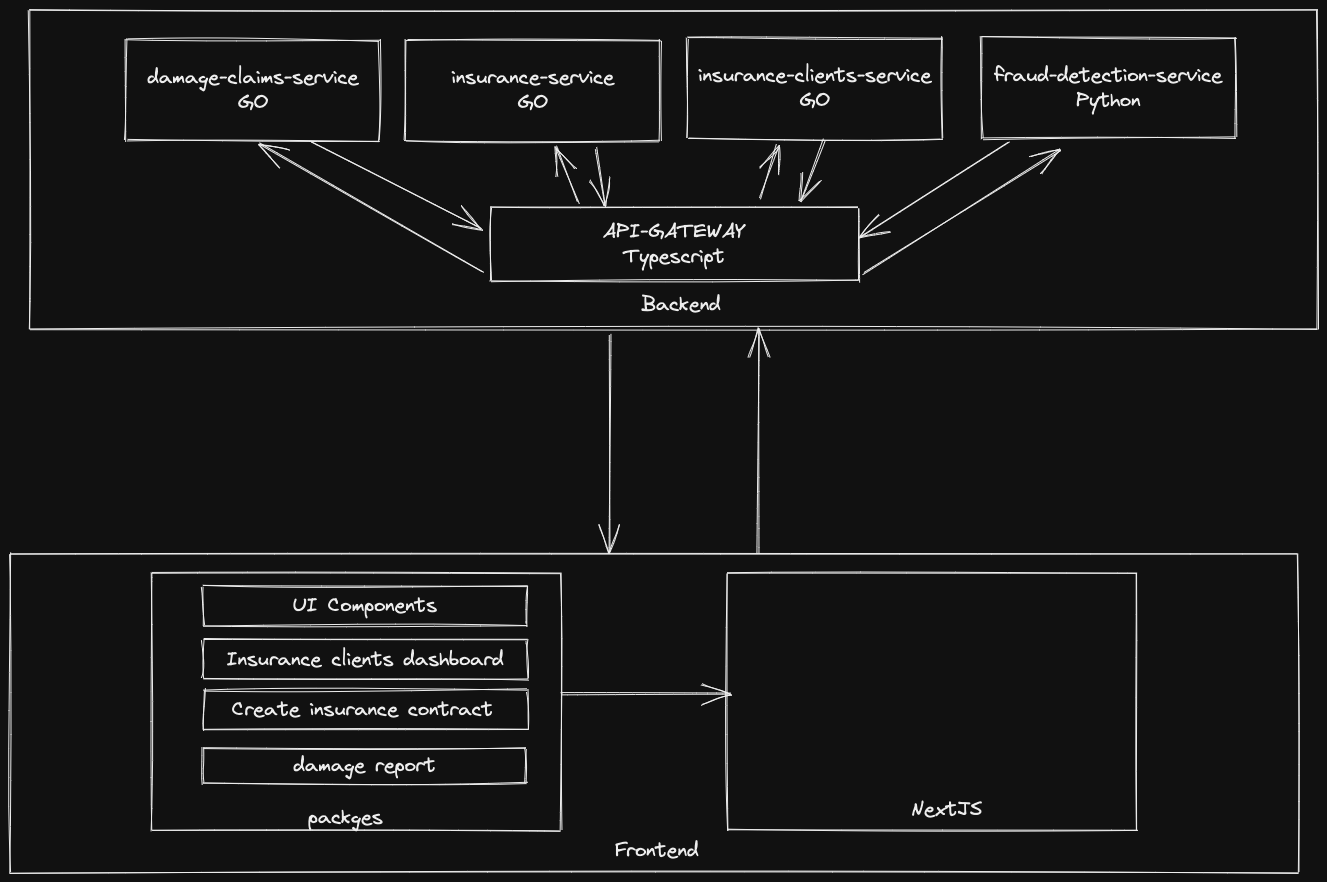 damage-claims-service
GO
insurance-service
GO
insurance-clients-service
GO
fraud-detection-service
Python
API-GATEWAY
Typescript
Backend
UI Components
Insurance clients dashboard
Create insurance contract
damage report
packges
NextJS
Frontend